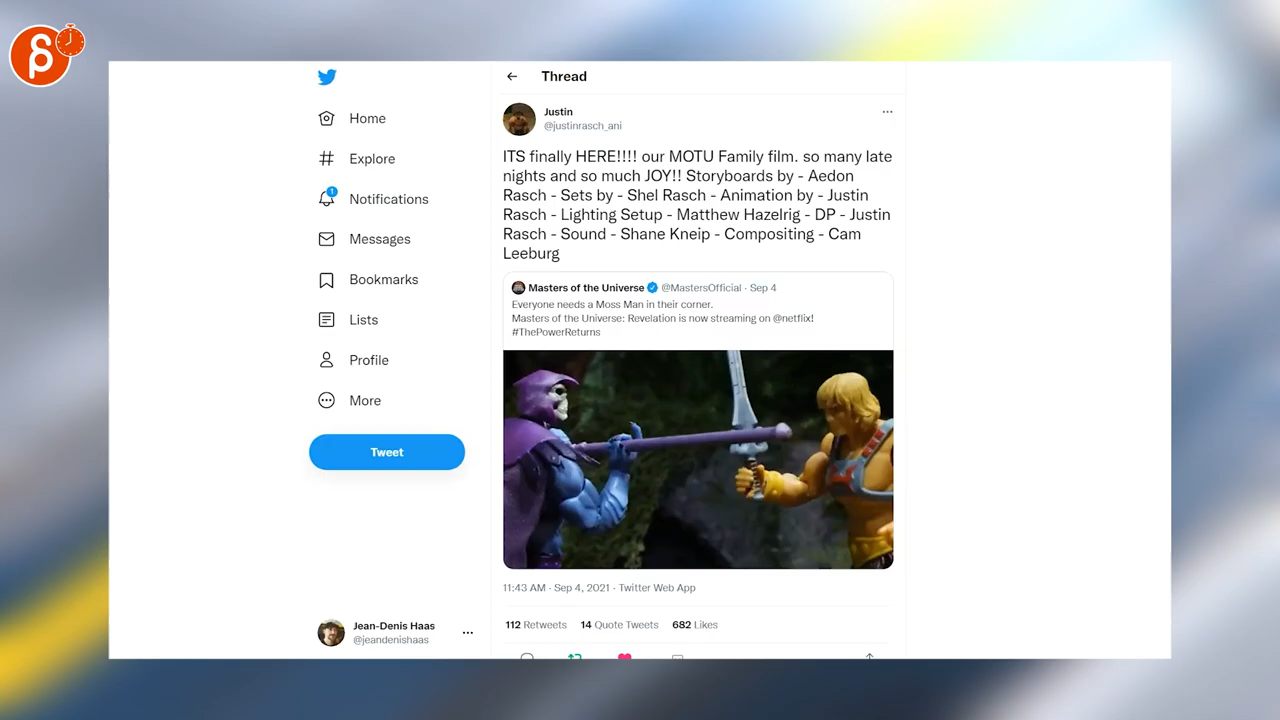 Thread
Home
Explore
1
Notifications
Messages
Bookmarks
Lists
Profile
More
Tweet
Jean-Denis Haas
@jeandenishaas
Justin
@justinrasch_ani
ITS finally HERE!!!! our MOTU Family film. so many late
nights and so much JOY!! Storyboards by - Aedon
Rasch - Sets by - Shel Rasch - Animation by - Justin
Rasch - Lighting Setup - Matthew Hazelrig - DP - Justin
Rasch - Sound - Shane Kneip - Compositing - Cam
Leeburg
Masters of the Universe @MastersOfficial · Sep 4
Everyone needs a Moss Man in their corner.
Masters of the Universe: Revelation is now streaming on @netflix!
#ThePowerReturns
11:43 AM · Sep 4, 2021 · Twitter Web App
112 Retweets 14 Quote Tweets 682 Likes